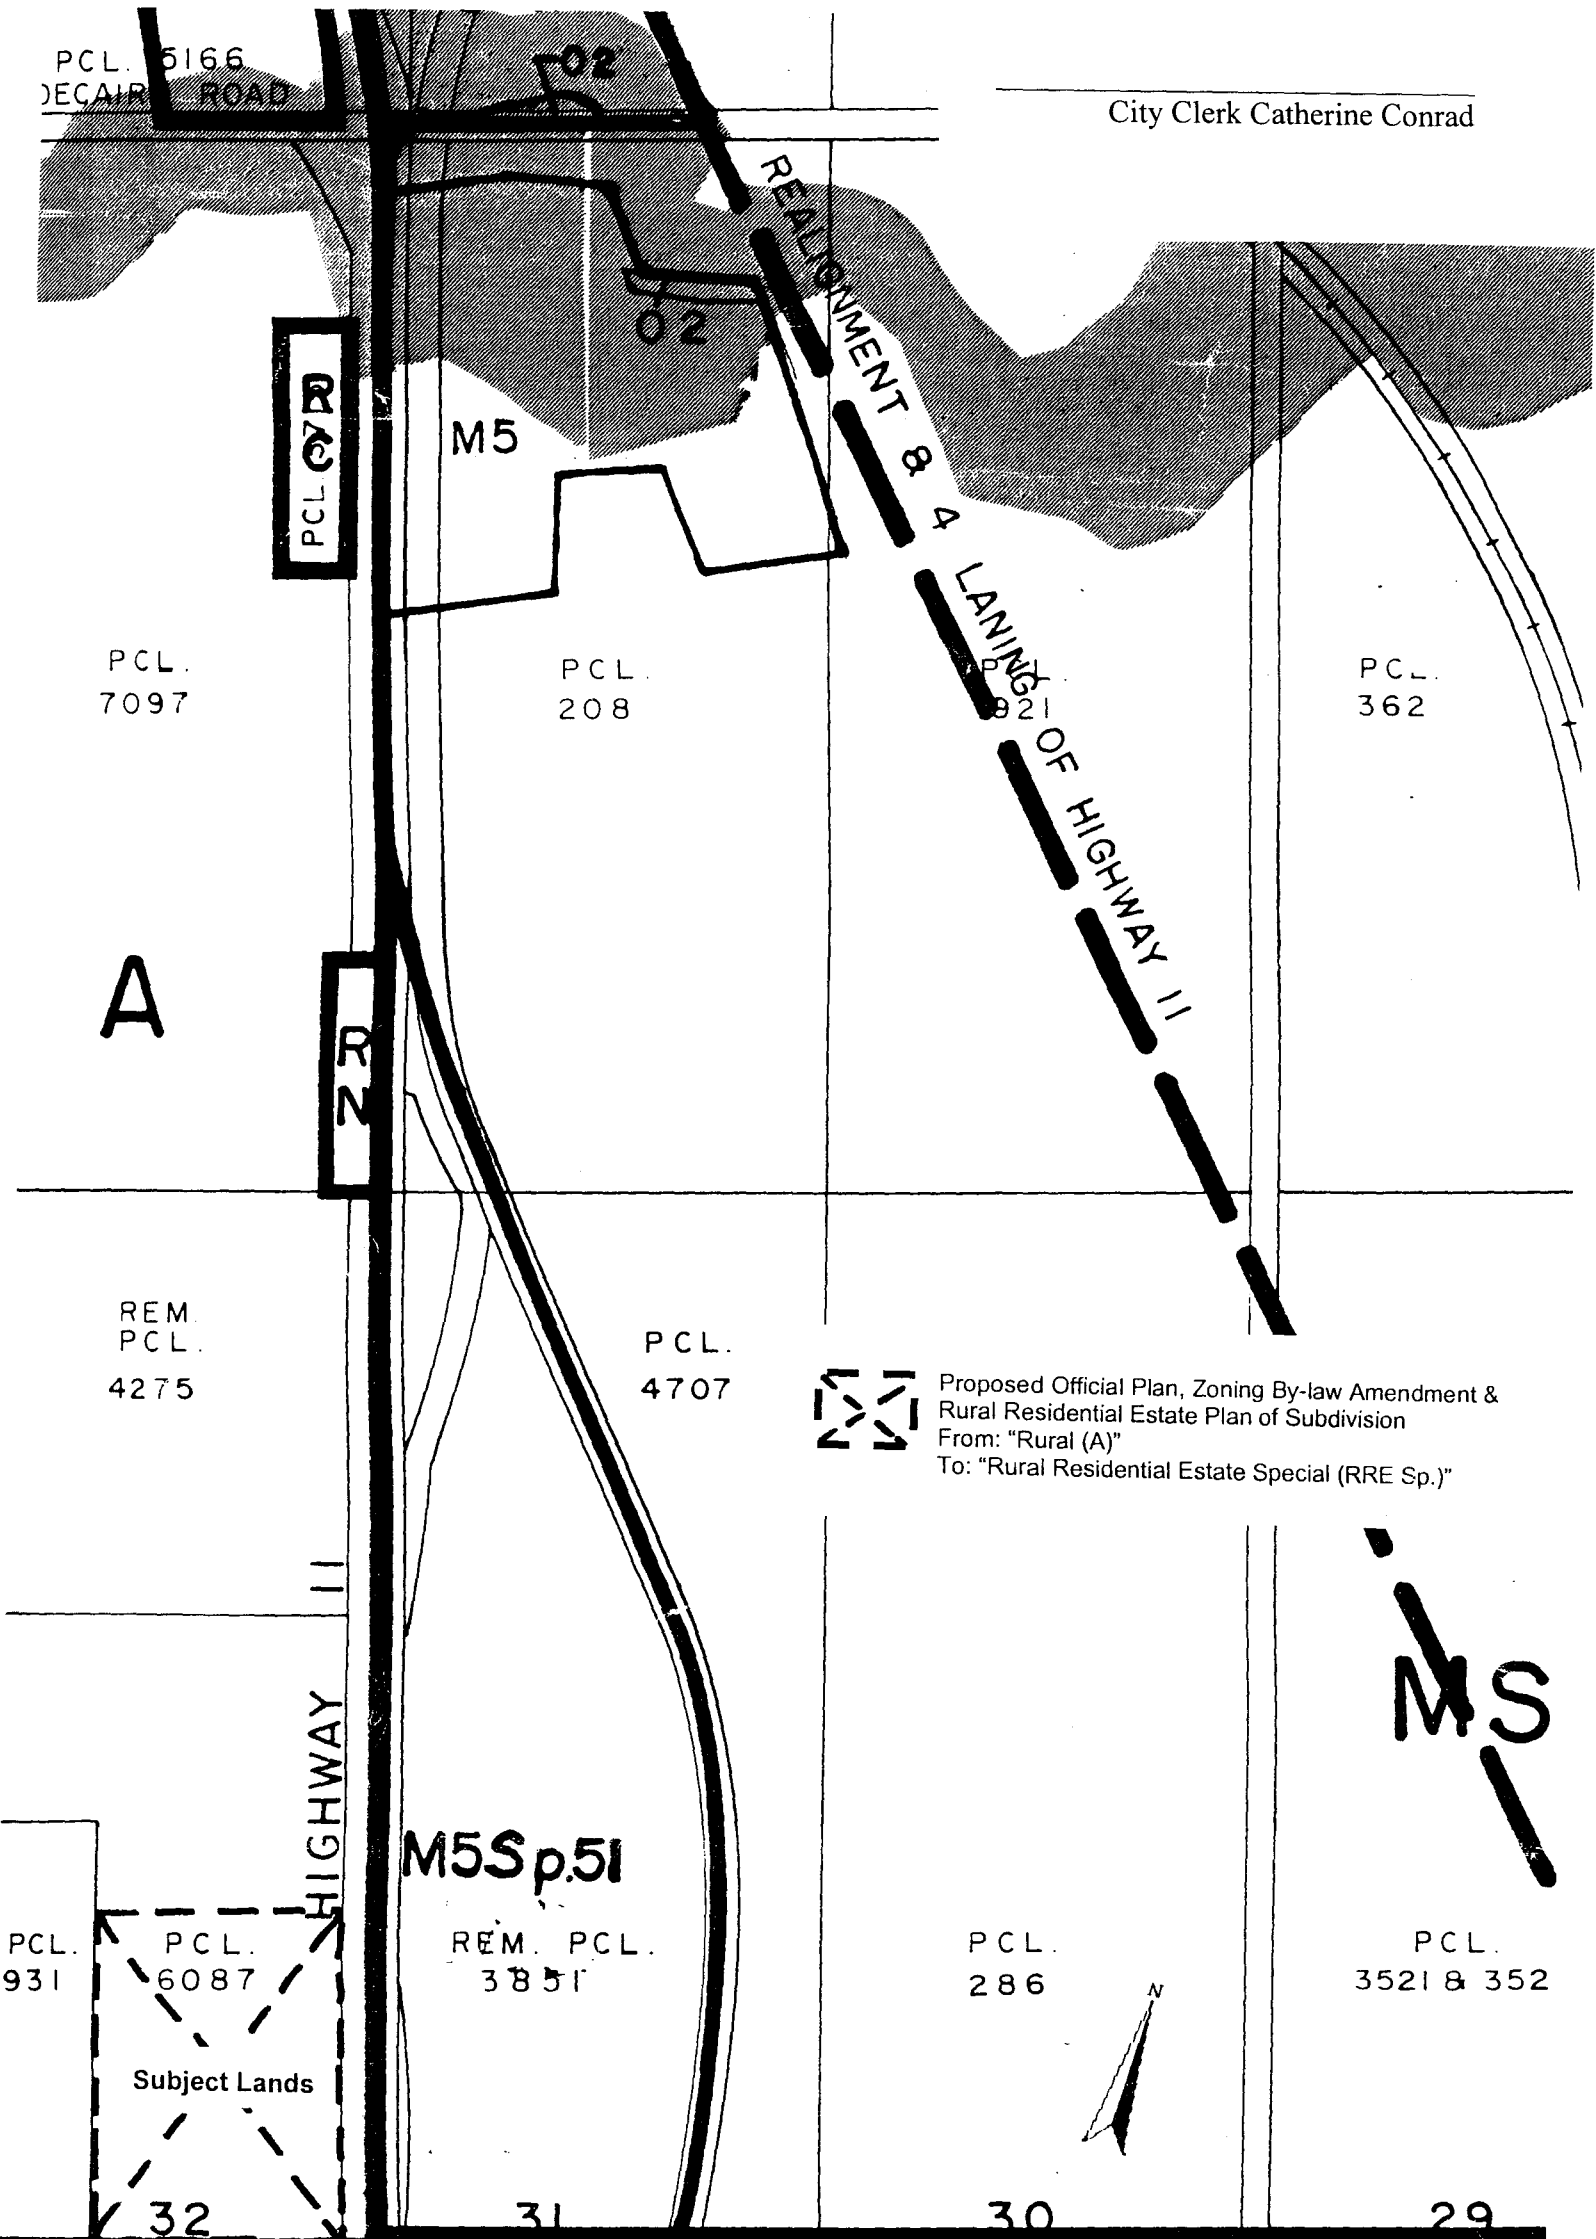 PCL. 5166
DECAIRE ROAD
O2
City Clerk Catherine Conrad
REALIGNMENT & 4 LANING OF HIGHWAY 11
O2
M5
PCL.
PCL.
7097
PCL.
208
921
PCL.
362
A
R
N
REM.
PCL.
4275
PCL.
4707
Proposed Official Plan, Zoning By-law Amendment &
Rural Residential Estate Plan of Subdivision
From: "Rural (A)"
To: "Rural Residential Estate Special (RRE Sp.)"
HIGHWAY 11
MS
M5Sp.51
PCL.
931
PCL.
6087
REM. PCL.
3851
PCL.
286
PCL.
3521 & 352
N
Subject Lands
32
31
30
29